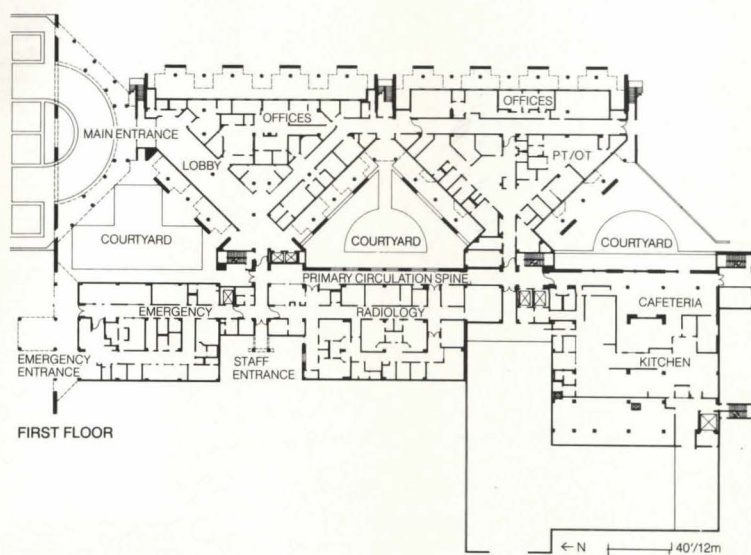 OFFICES
OFFICES
MAIN ENTRANCE
LOBBY
PT/OT
COURTYARD
COURTYARD
COURTYARD
PRIMARY CIRCULATION SPINE
EMERGENCY
RADIOLOGY
CAFETERIA
EMERGENCY
ENTRANCE
STAFF
ENTRANCE
KITCHEN
FIRST FLOOR
← N
40'/12m